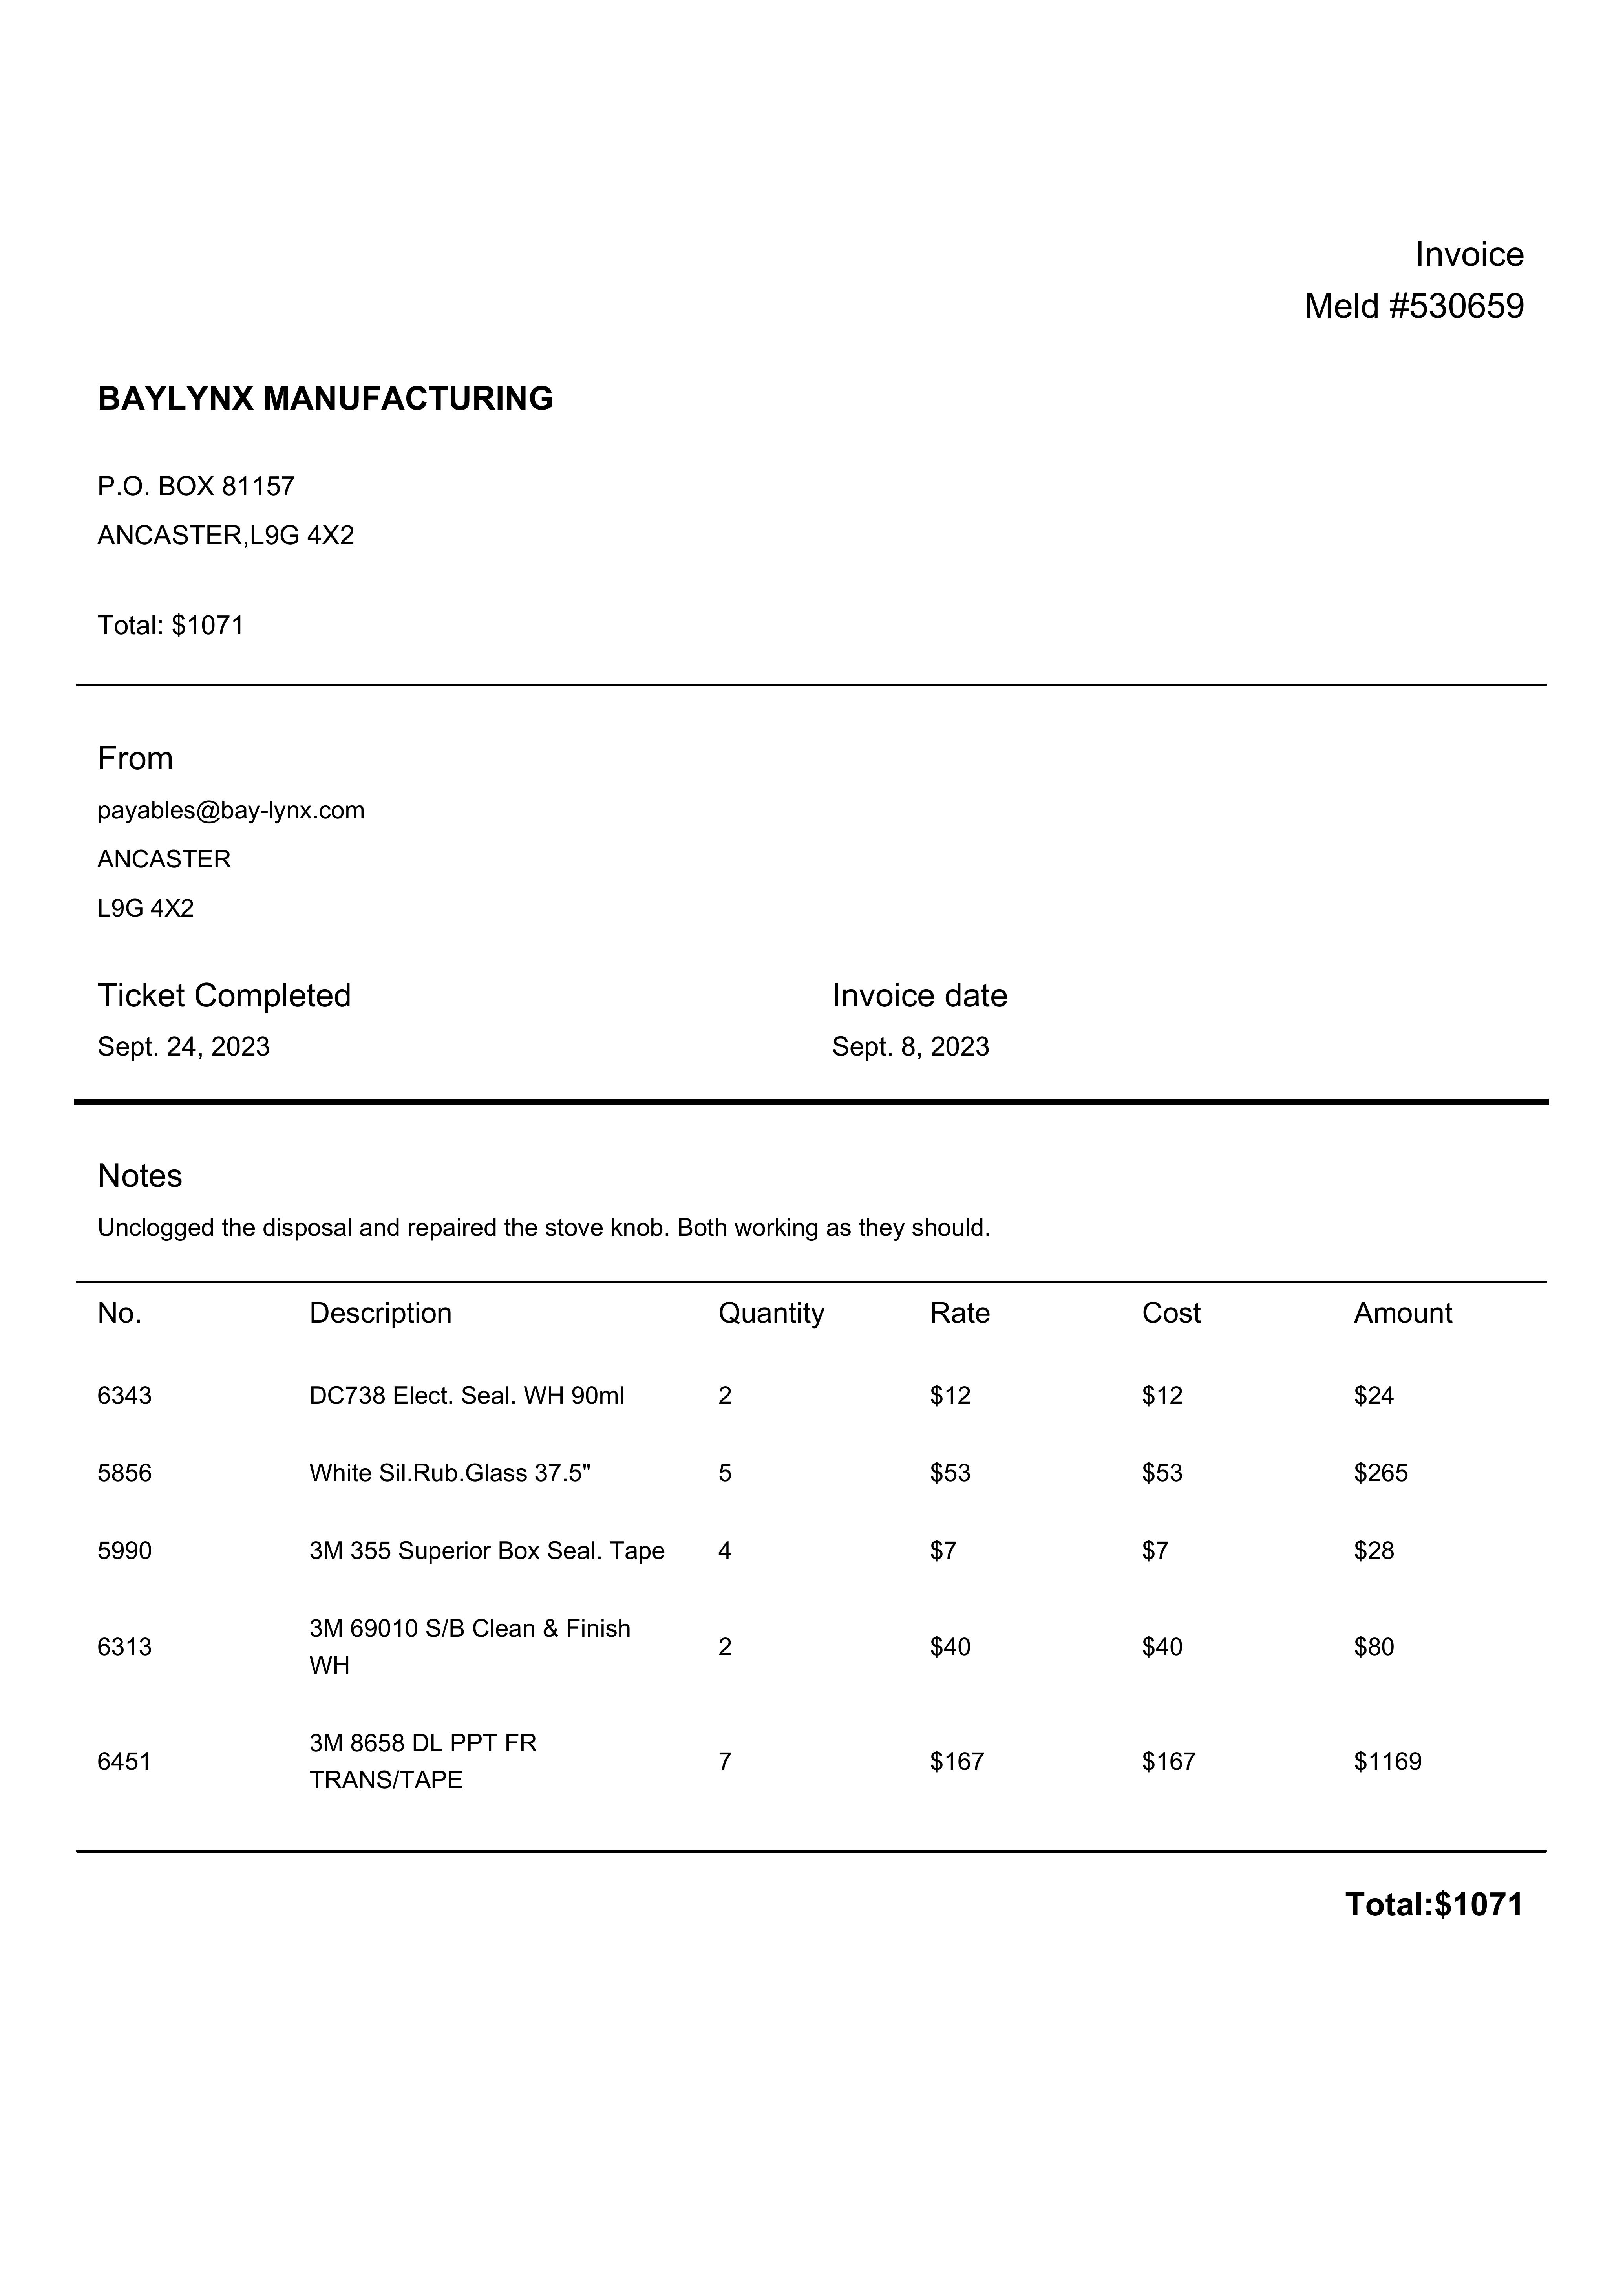 Invoice
Meld #530659
BAYLYNX MANUFACTURING
P.O. BOX 81157
ANCASTER,L9G 4X2
Total: $1071
From
payables@bay-lynx.com
ANCASTER
L9G 4X2
Ticket Completed Invoice date
Sept. 24, 2023 Sept. 8, 2023
Notes
Unclogged the disposal and repaired the stove knob. Both working as they should.
No. Description Quantity Rate Cost Amount
6343 DC738 Elect. Seal. WH 90ml 2 $12 $12 $24
5856 White Sil.Rub.Glass 37.5" 5 $53 $53 $265
5990 3M 355 Superior Box Seal. Tape 4 $7 $7 $28
3M 69010 S/B Clean & Finish
6313 2 $40 $40 $80
WH
3M 8658 DL PPT FR
6451 7 $167 $167 $1169
TRANS/TAPE
Total:$1071